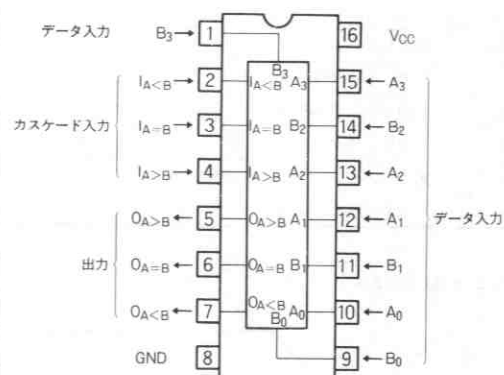 データ入力 B3 1 16 VCC
B3
カスケード入力
IA<B 2 IA<B A3 15 A3
IA=B 3 IA=B B2 14 B2
IA>B 4 IA>B A2 13 A2
出力
OA>B 5 OA>B A1 12 A1
OA=B 6 OA=B B1 11 B1
OA<B 7 OA<B A0 10 A0
B0
GND 8 9 B0
データ入力